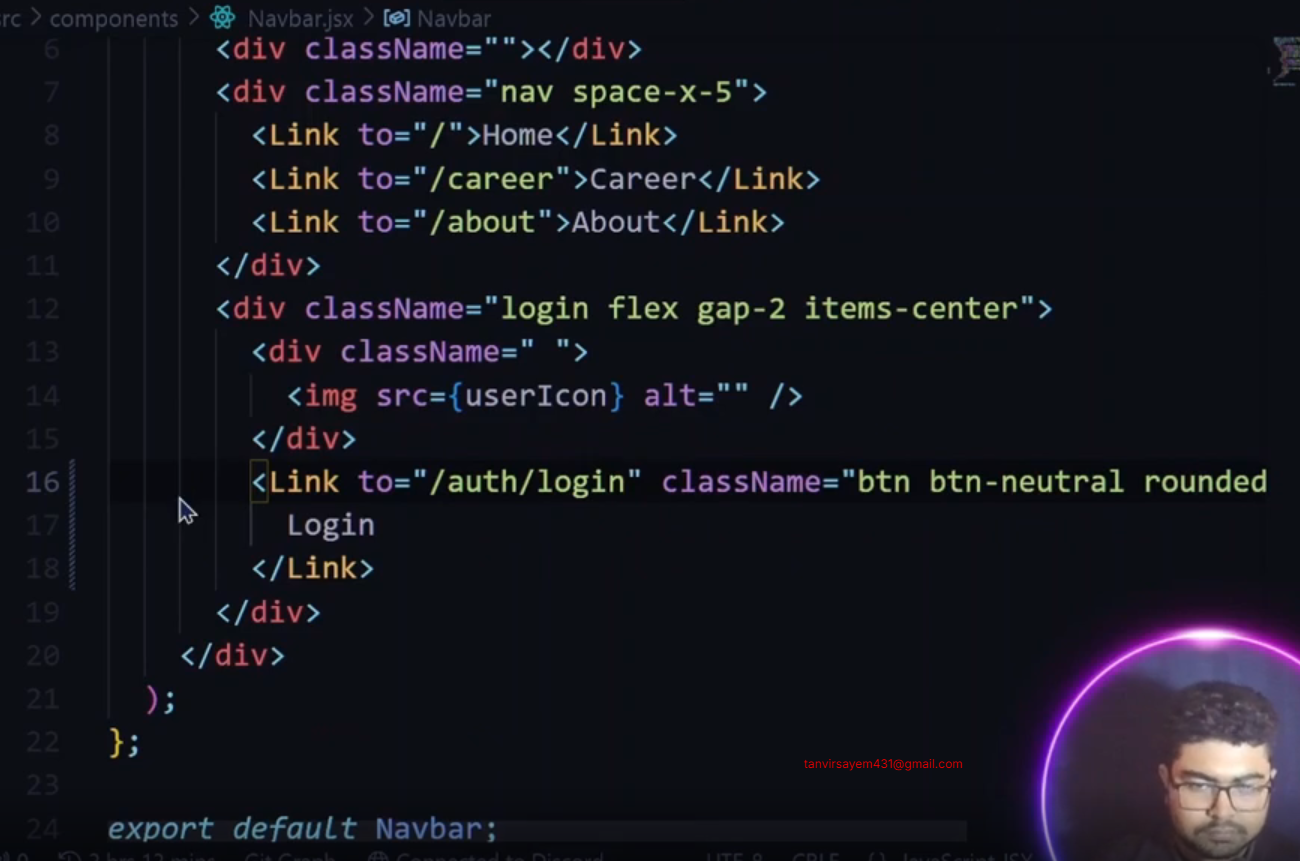 src > components > Navbar.jsx > Navbar
6 <div className=""></div>
7 <div className="nav space-x-5">
8 <Link to="/">Home</Link>
9 <Link to="/career">Career</Link>
10 <Link to="/about">About</Link>
11 </div>
12 <div className="login flex gap-2 items-center">
13 <div className=" ">
14 <img src={userIcon} alt="" />
15 </div>
16 <Link to="/auth/login" className="btn btn-neutral rounded
17 Login
18 </Link>
19 </div>
20 </div>
21 );
22 };
tanvirsayem431@gmail.com
23
24 export default Navbar;